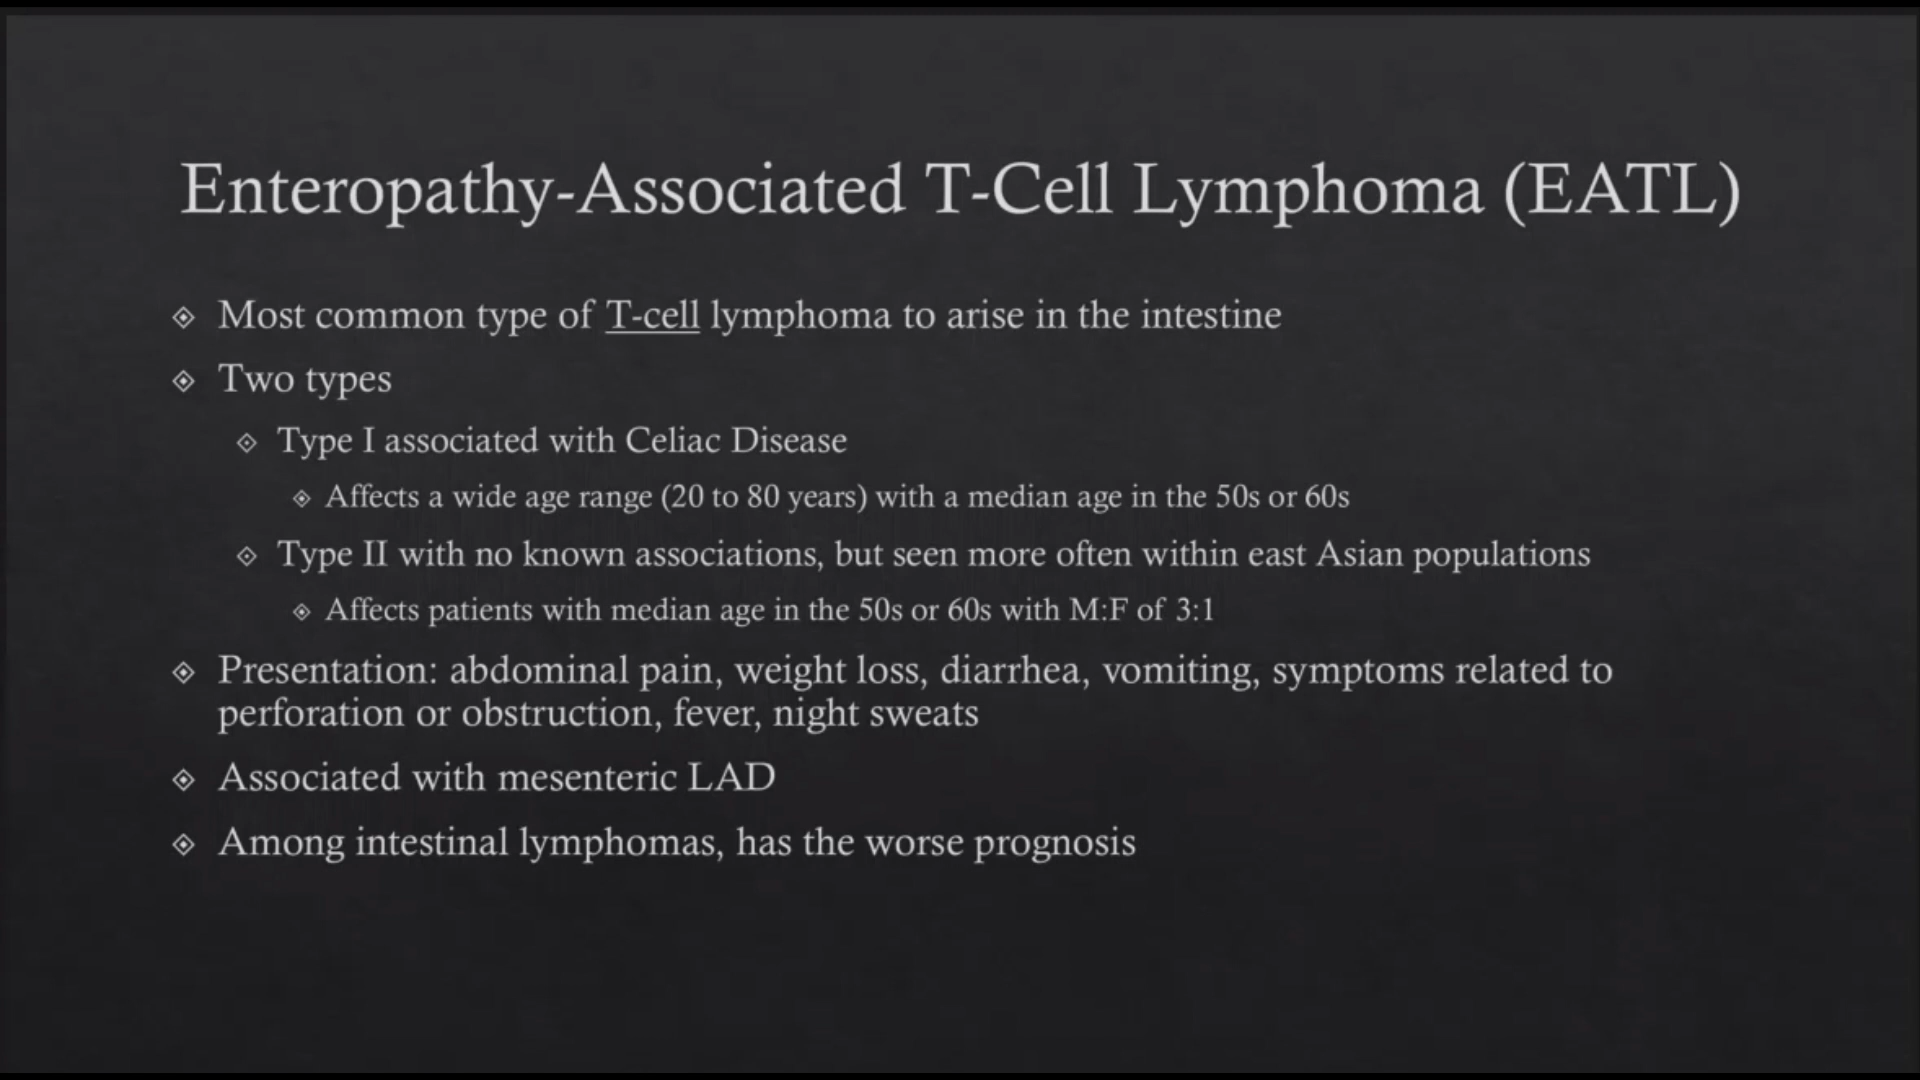 Enteropathy-Associated T-Cell Lymphoma (EATL)
Most common type of T-cell lymphoma to arise in the intestine
Two types
Type I associated with Celiac Disease
Affects a wide age range (20 to 80 years) with a median age in the 50s or 60s
Type II with no known associations, but seen more often within east Asian populations
Affects patients with median age in the 50s or 60s with M:F of 3:1
Presentation: abdominal pain, weight loss, diarrhea, vomiting, symptoms related to
perforation or obstruction, fever, night sweats
Associated with mesenteric LAD
Among intestinal lymphomas, has the worse prognosis